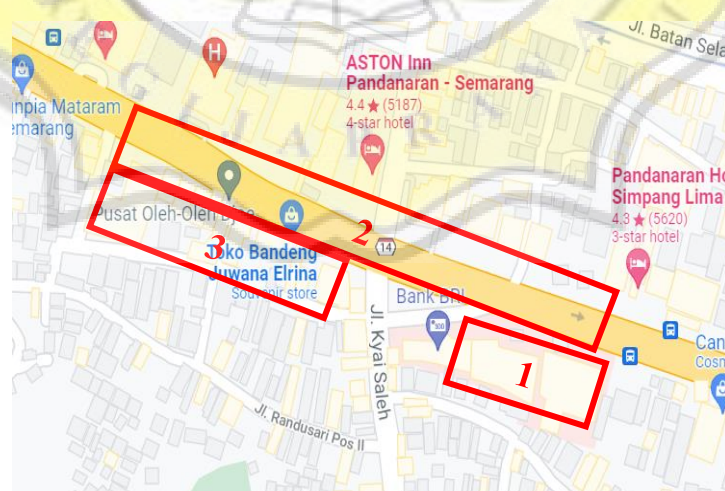 Jl. Batan Sela
ASTON Inn
Pandanaran - Semarang
4.4 ★ (5187)
4-star hotel
H
npia Mataram
emarang
Pandanaran Ho
Simpang Lima
4.3 ★ (5620)
3-star hotel
Pusat Oleh-Oleh Djoe
2
14
3
Toko Bandeng
Juwana Elrina
Souvenir store
Bank BRI
Jl. Kyai Saleh
1
Can
Cosm
Jl. Randusari Pos II